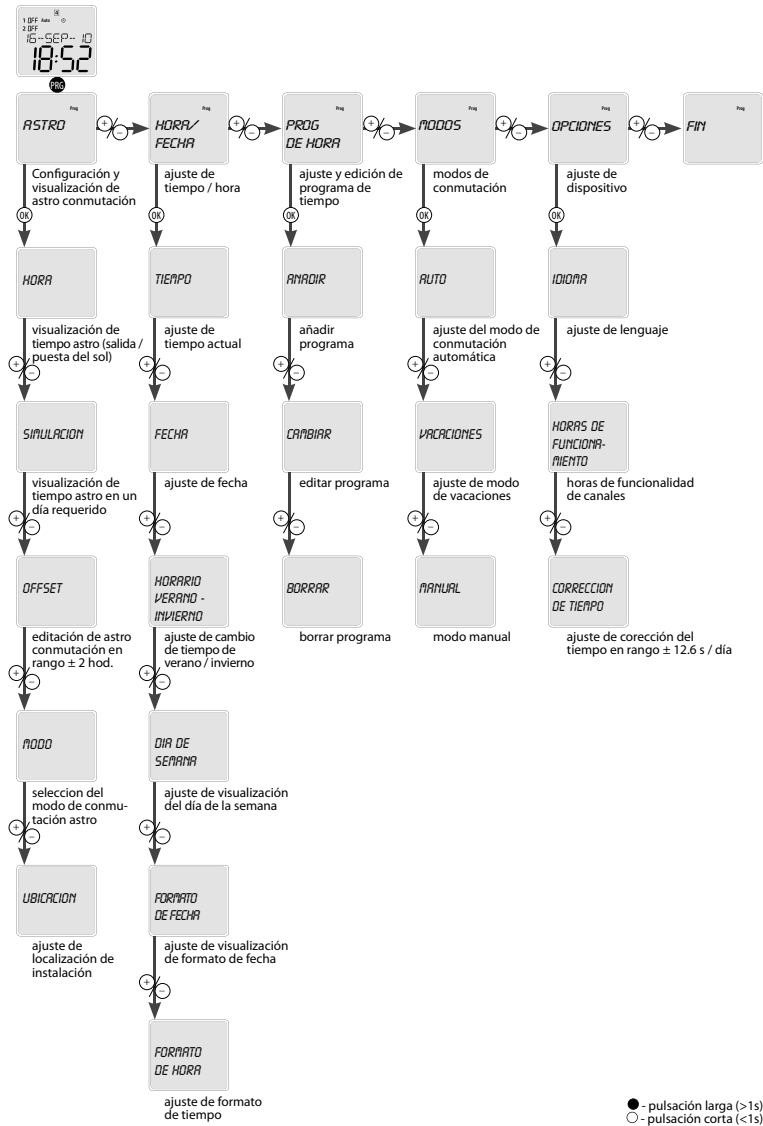 4
1 OFF Auto
2 OFF
16-SEP-10
18:52
PRG
Prog
ASTRO
+
−
Prog
HORA/
FECHA
+
−
Prog
PROG
DE HORA
+
−
Prog
MODOS
+
−
Prog
OPCIONES
+
−
Prog
FIN
Configuración y
visualización de
astro conmutación
ajuste de
tiempo / hora
ajuste y edición de
programa de
tiempo
modos de
conmutación
ajuste de
dispositivo
OK
OK
OK
OK
OK
HORA
TIEMPO
ANADIR
AUTO
IDIOMA
visualización de
tiempo astro (salida /
puesta del sol)
ajuste de
tiempo actual
añadir
programa
ajuste del modo de
conmutación
automática
ajuste de lenguaje
+
−
+
−
+
−
+
−
+
−
SIMULACION
FECHA
CAMBIAR
VACACIONES
HORAS DE
FUNCIONA-
MIENTO
visualización de
tiempo astro en un
día requerido
ajuste de fecha
editar programa
ajuste de modo
de vacaciones
horas de funcionalidad
de canales
+
−
+
−
+
−
+
−
+
−
OFFSET
HORARIO
VERANO -
INVIERNO
BORRAR
MANUAL
CORRECCION
DE TIEMPO
editación de astro
conmutación en
rango ± 2 hod.
ajuste de cambio
de tiempo de
verano / invierno
borrar programa
modo manual
ajuste de corección del
tiempo en rango ± 12.6 s / día
+
−
+
−
MODO
DIA DE
SEMANA
seleccion del
modo de conmu-
tación astro
ajuste de visualización
del día de la semana
+
−
+
−
UBICACION
FORMATO
DE FECHA
ajuste de
localización de
instalación
ajuste de visualización
de formato de fecha
+
−
FORMATO
DE HORA
ajuste de formato
de tiempo
- pulsación larga (>1s)
- pulsación corta (<1s)